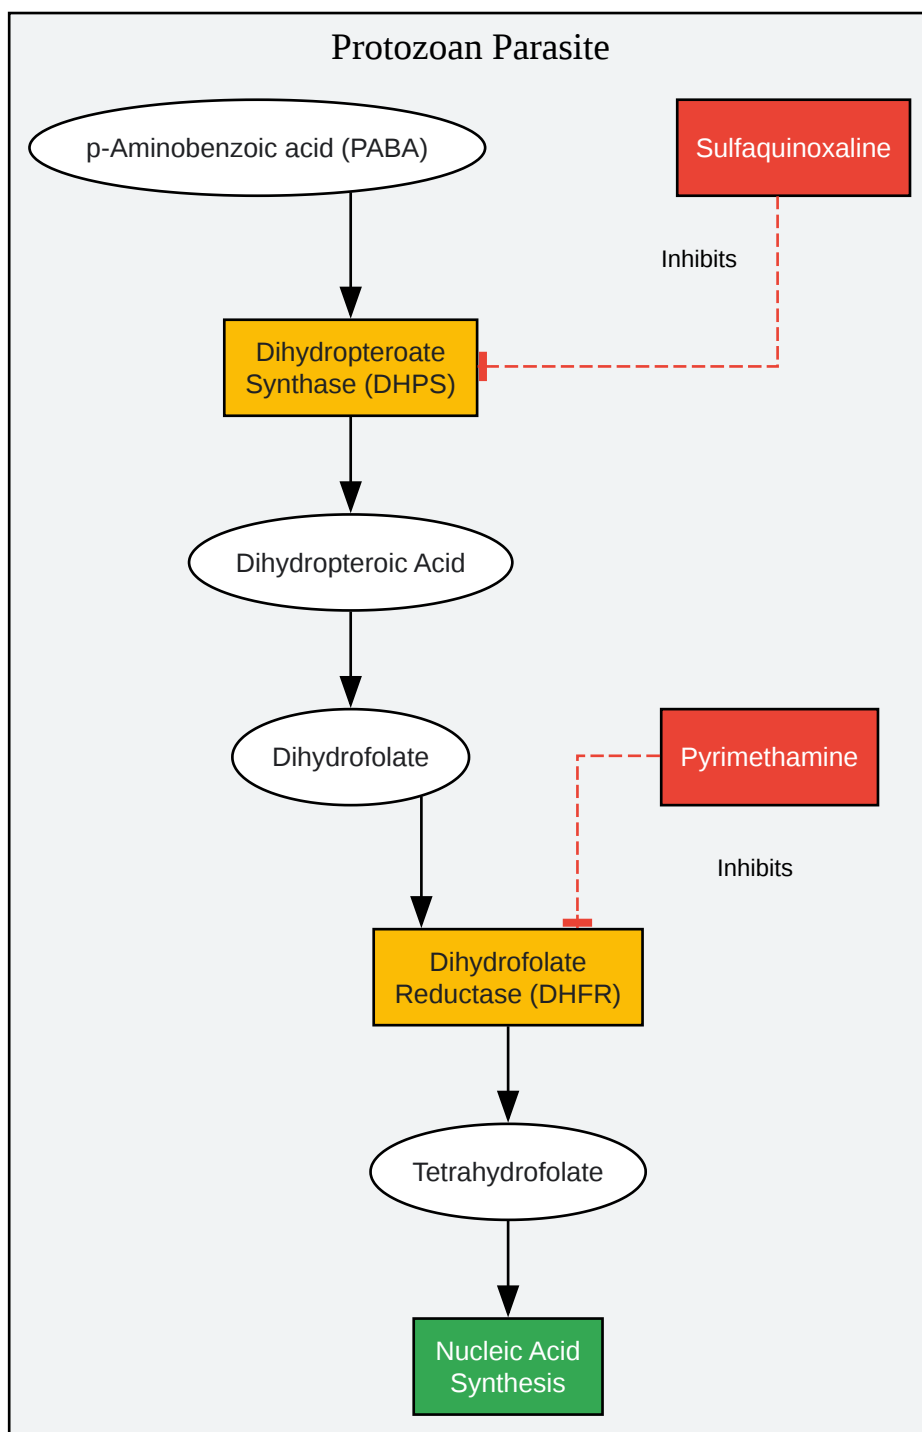 Protozoan Parasite
p-Aminobenzoic acid (PABA)
Sulfaquinoxaline
Inhibits
Dihydropteroate
Synthase (DHPS)
Dihydropteroic Acid
Dihydrofolate
Pyrimethamine
Inhibits
Dihydrofolate
Reductase (DHFR)
Tetrahydrofolate
Nucleic Acid
Synthesis